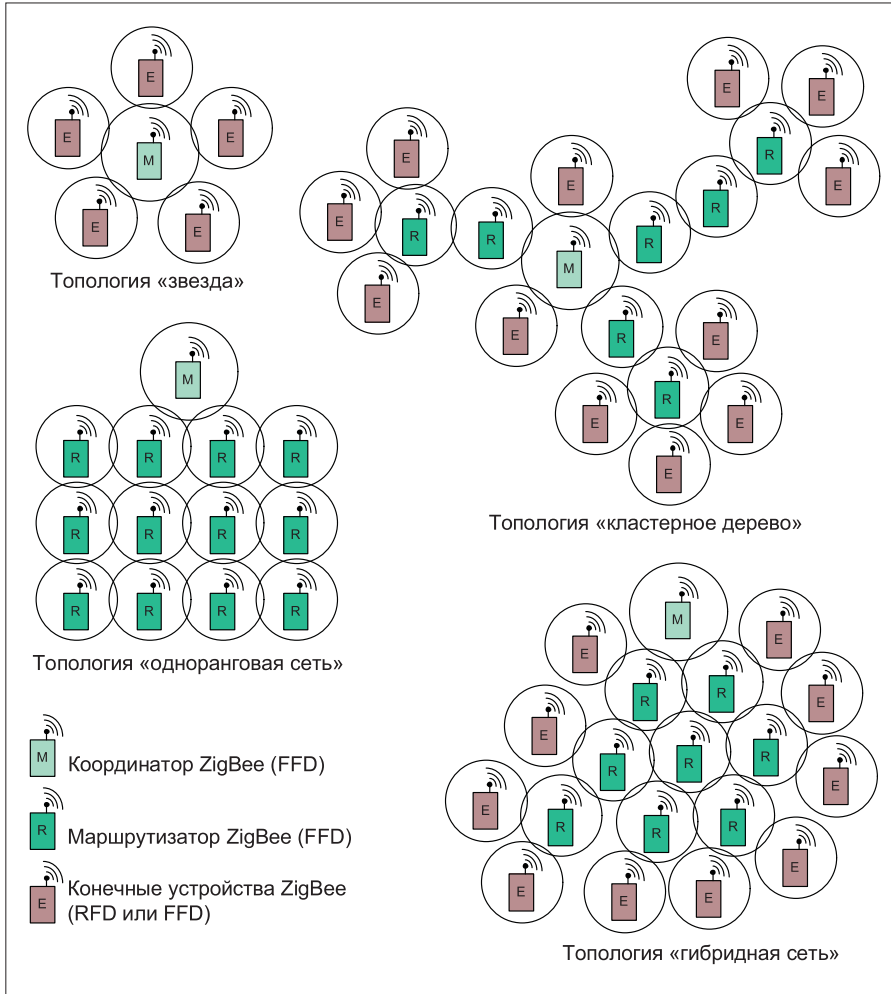 E
E
E
M
E
E
Топология «звезда»
E
E
R
E
R
E
E
R
R
E
R
M
E
E
R
E
R
E
E
E
Топология «кластерное дерево»
M
R R R R
R R R R
R R R R
Топология «одноранговая сеть»
M
E
E
R
R
E
E
R
R
R
E
E
R
R
R
E
E
E
E
Топология «гибридная сеть»
M Координатор ZigBee (FFD)
R Маршрутизатор ZigBee (FFD)
E Конечные устройства ZigBee
(RFD или FFD)